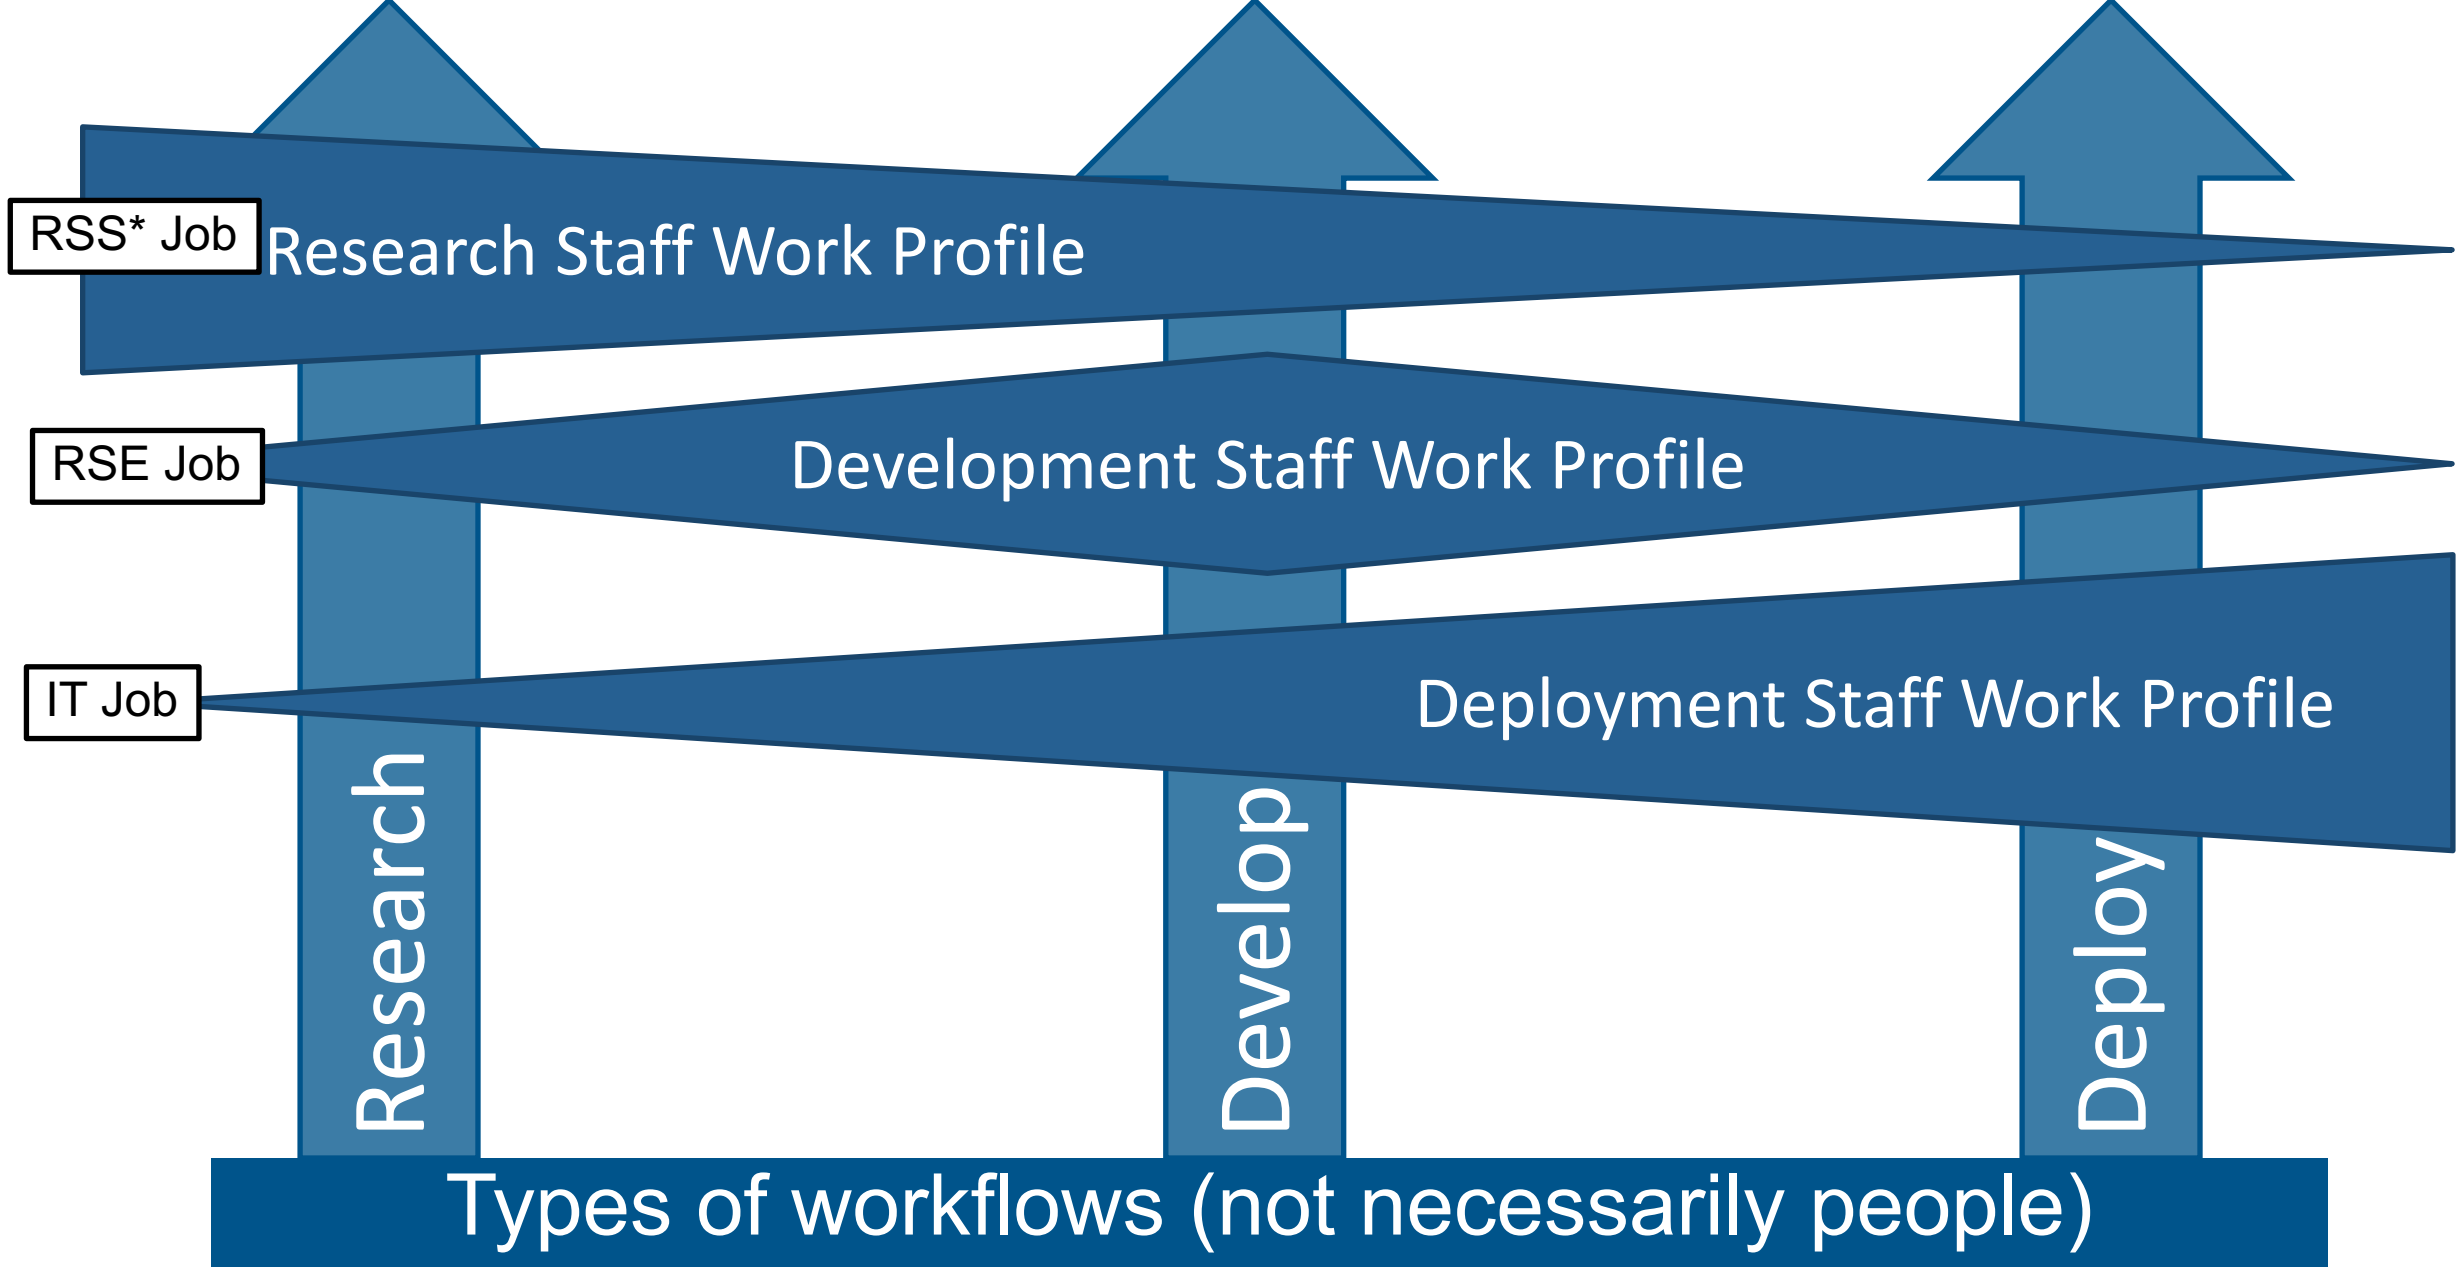 RSS* Job
Research Staff Work Profile
RSE Job
Development Staff Work Profile
IT Job
Deployment Staff Work Profile
Research
Develop
Deploy
Types of workflows (not necessarily people)